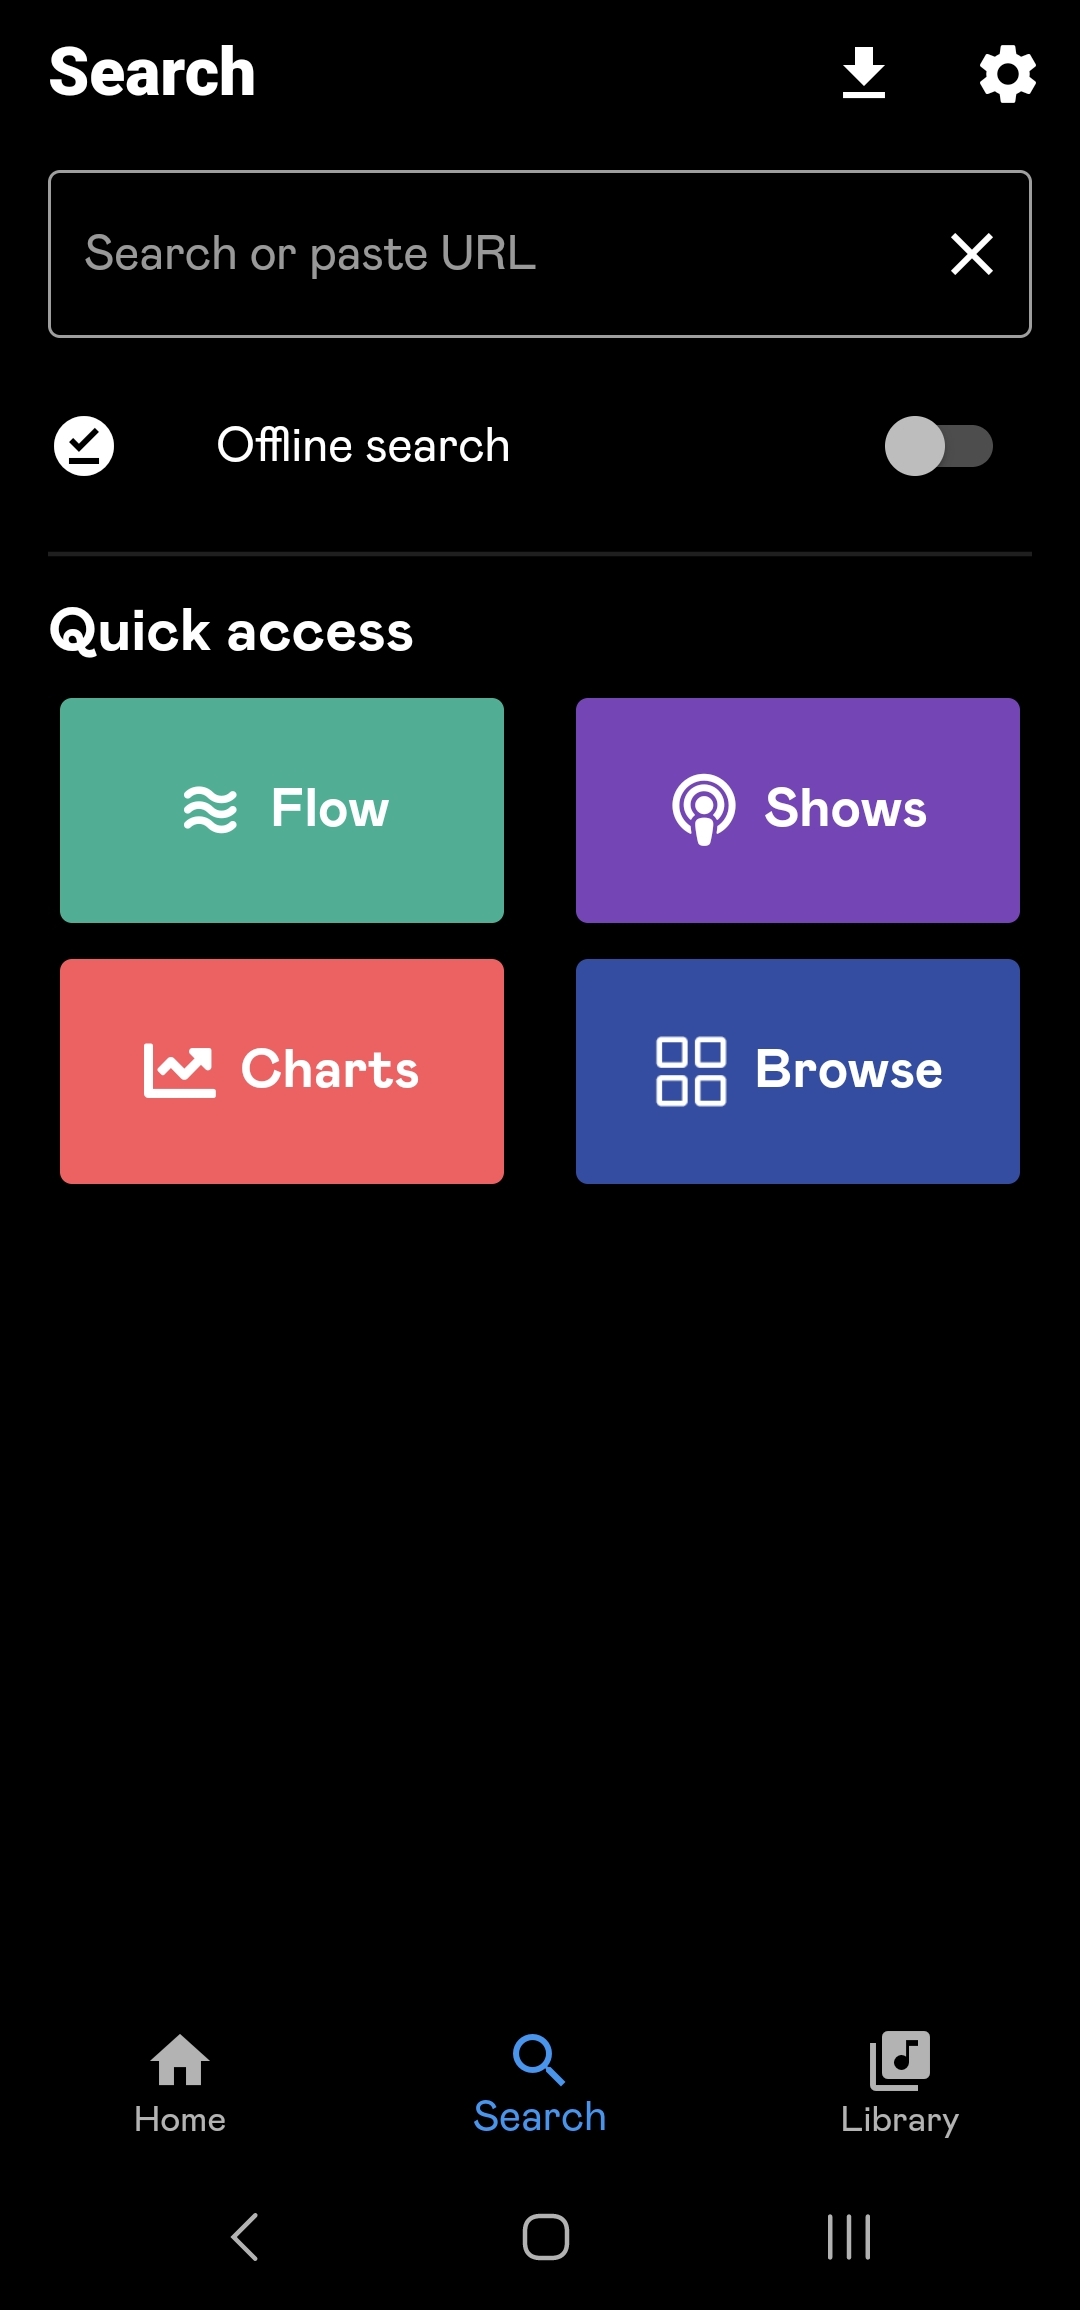 Search
Search or paste URL
Offline search
Quick access
Flow
Shows
Charts
Browse
Home
Search
Library